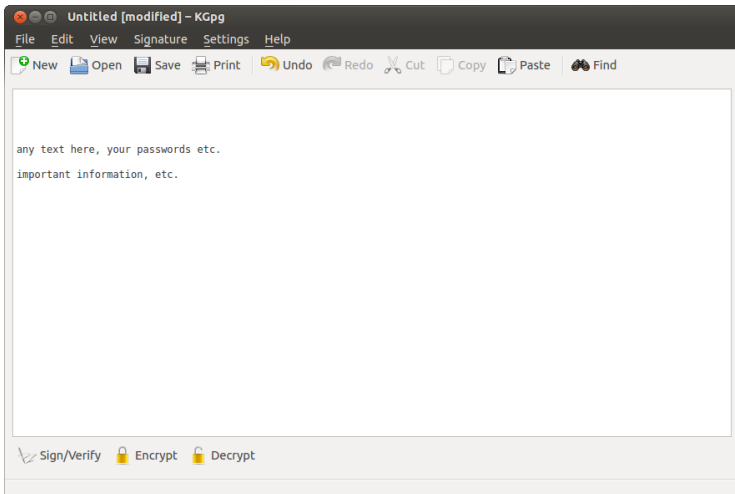 Untitled [modified] – KGpg
File Edit View Signature Settings Help
New Open Save Print Undo Redo Cut Copy Paste Find
any text here, your passwords etc.
important information, etc.
Sign/Verify Encrypt Decrypt